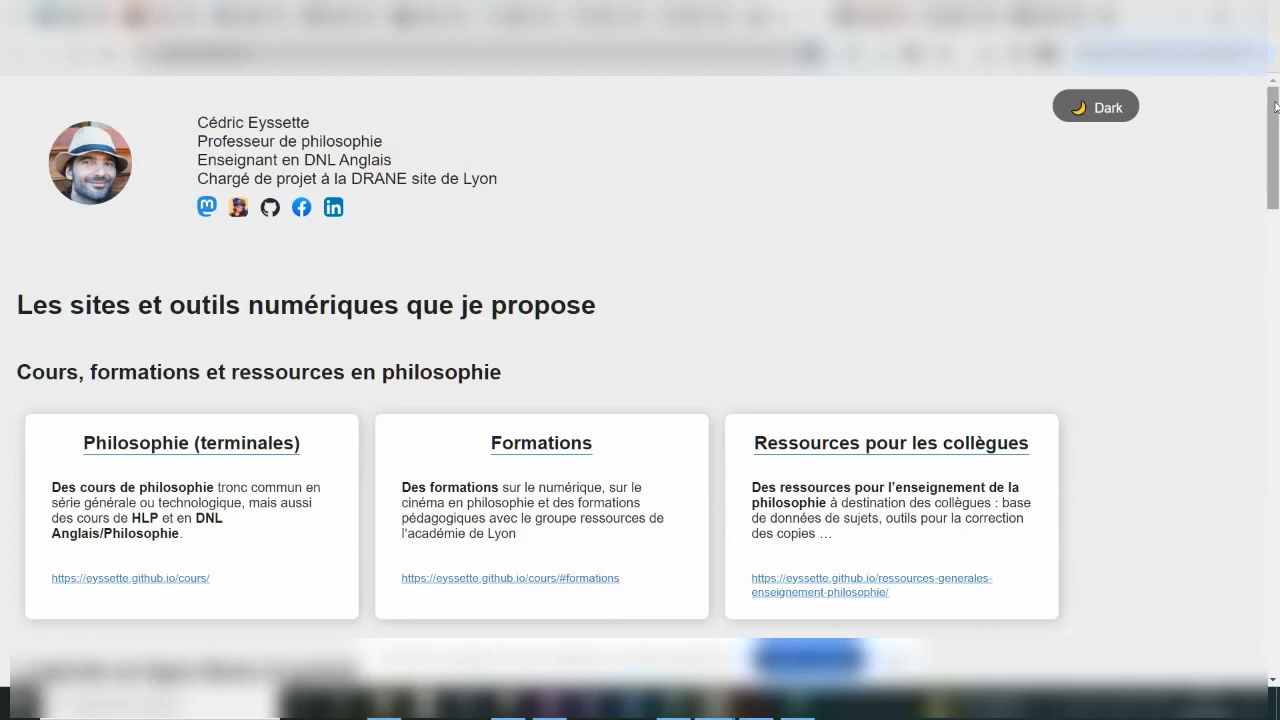 Dark
Cédric Eyssette
Professeur de philosophie
Enseignant en DNL Anglais
Chargé de projet à la DRANE site de Lyon
Les sites et outils numériques que je propose
Cours, formations et ressources en philosophie
Philosophie (terminales)
Des cours de philosophie tronc commun en
série générale ou technologique, mais aussi
des cours de HLP et en DNL
Anglais/Philosophie.
https://eyssette.github.io/cours/
Formations
Des formations sur le numérique, sur le
cinéma en philosophie et des formations
pédagogiques avec le groupe ressources de
l’académie de Lyon
https://eyssette.github.io/cours/#formations
Ressources pour les collègues
Des ressources pour l’enseignement de la
philosophie à destination des collègues : base
de données de sujets, outils pour la correction
des copies …
https://eyssette.github.io/ressources-generales-
enseignement-philosophie/